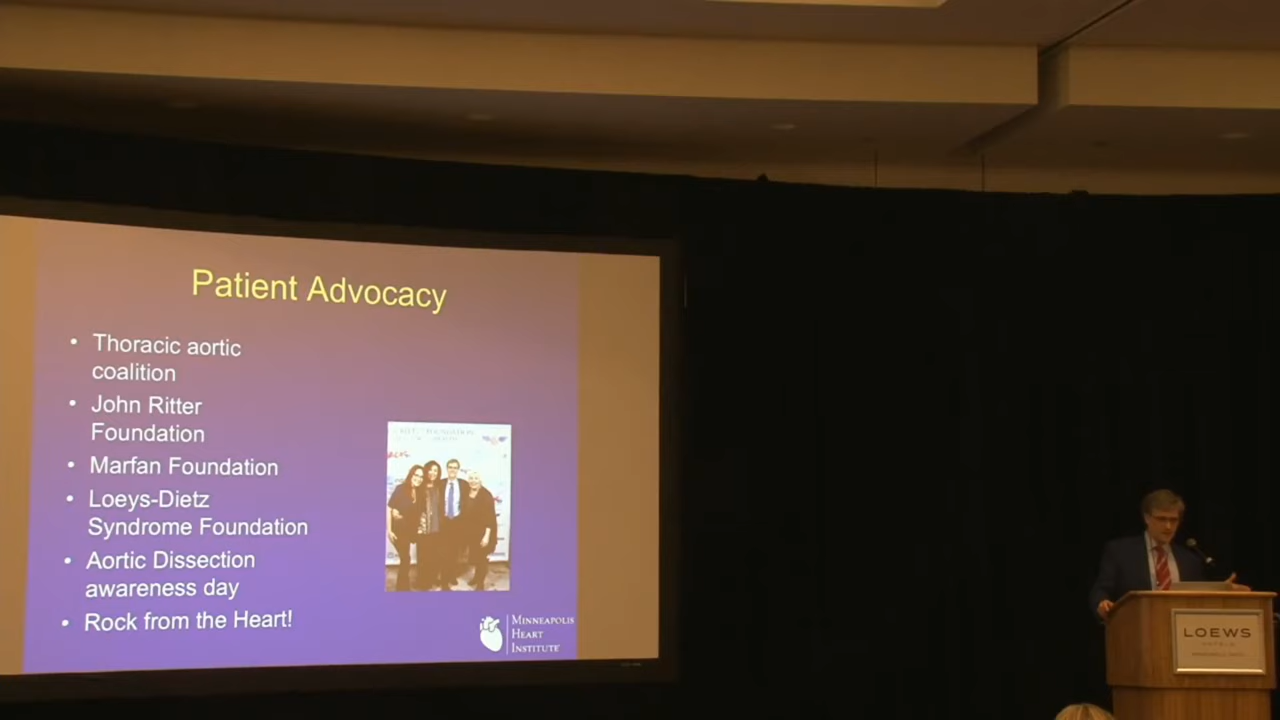 Patient Advocacy
• Thoracic aortic
coalition
• John Ritter
Foundation
• Marfan Foundation
• Loeys-Dietz
Syndrome Foundation
• Aortic Dissection
awareness day
• Rock from the Heart!
MINNEAPOLIS
HEART
INSTITUTE
LOEWS
HOTELS